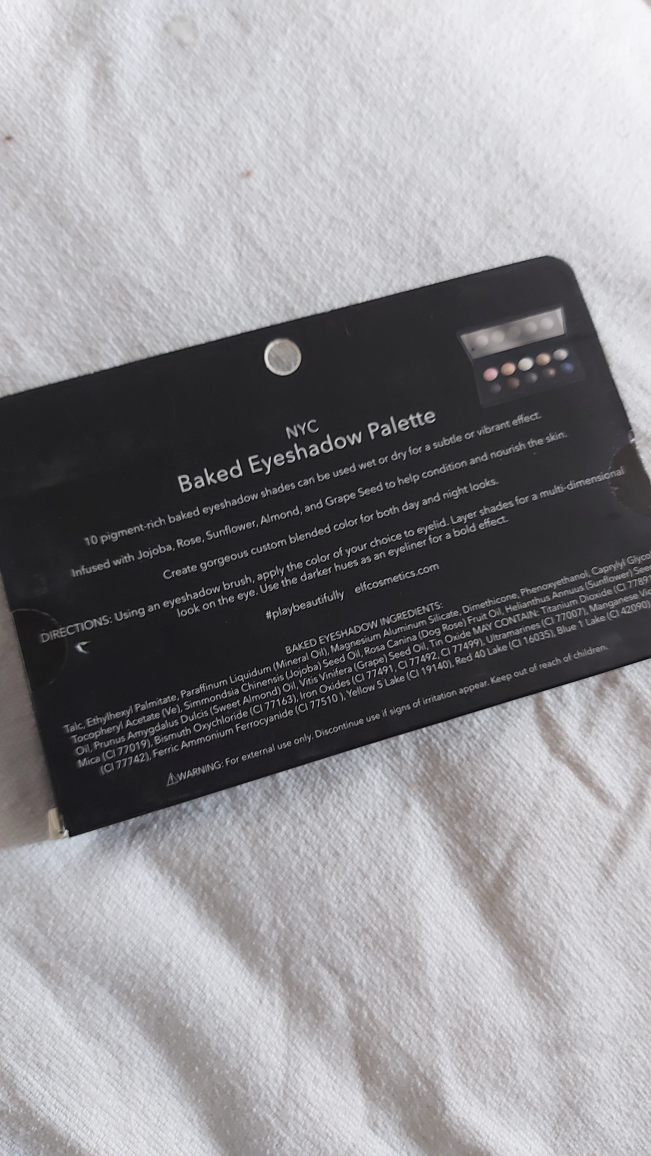 NYC
Baked Eyeshadow Palette
10 pigment-rich baked eyeshadow shades can be used wet or dry for a subtle or vibrant effect.
Infused with Jojoba, Rose, Sunflower, Almond, and Grape Seed to help condition and nourish the skin.
Create gorgeous custom blended color for both day and night looks.
DIRECTIONS: Using an eyeshadow brush, apply the color of your choice to eyelid. Layer shades for a multi-dimensional
look on the eye. Use the darker hues as an eyeliner for a bold effect.
#playbeautifully elfcosmetics.com
BAKED EYESHADOW INGREDIENTS:
Talc, Ethylhexyl Palmitate, Paraffinum Liquidum (Mineral Oil), Magnesium Aluminum Silicate, Dimethicone, Phenoxyethanol, Caprylyl
Tocopheryl Acetate (Ve), Simmondsia Chinensis (Jojoba) Seed Oil, Rosa Canina (Dog Rose) Fruit Oil, Helianthus Annuus (Sunflower)
Oil, Prunus Amygdalus Dulcis (Sweet Almond) Oil, Vitis Vinifera (Grape) Seed Oil, Tin Oxide MAY CONTAIN: Titanium Dioxide (CI 77891
Mica (CI 77019), Bismuth Oxychloride (CI 77163), Iron Oxides (CI 77491, CI 77492, CI 77499), Ultramarines (CI 77007), Manganese
(CI 77742), Ferric Ammonium Ferrocyanide (CI 77510 ), Yellow 5 Lake (CI 19140), Red 40 Lake (CI 16035), Blue 1 Lake (CI 42090)
⚠WARNING: For external use only. Discontinue use if signs of irritation appear. Keep out of reach of children.